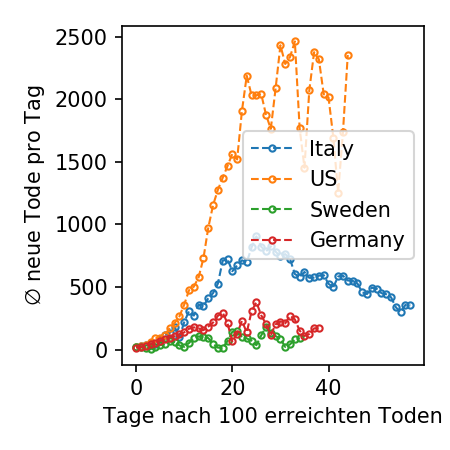 2500
2000
1500
1000
500
0
∅ neue Tode pro Tag
Italy
US
Sweden
Germany
0 20 40
Tage nach 100 erreichten Toden